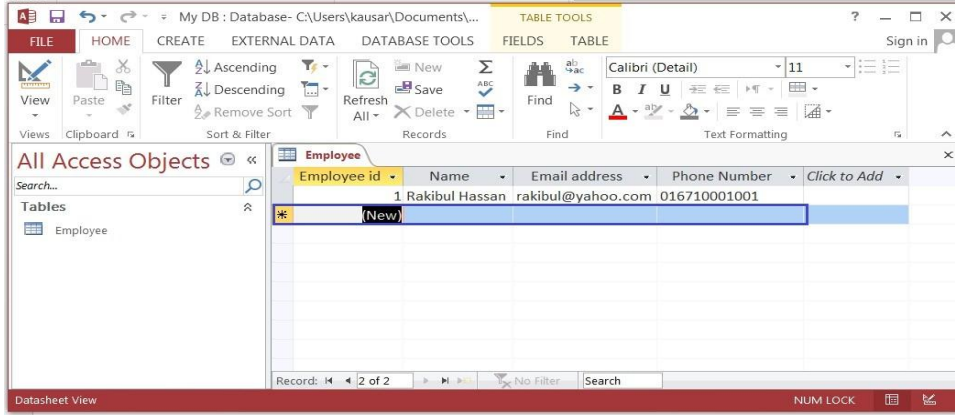 My DB : Database- C:\Users\kausar\Documents\... TABLE TOOLS ?
FILE HOME CREATE EXTERNAL DATA DATABASE TOOLS FIELDS TABLE Sign in
View Paste Filter Ascending Descending Remove Sort Refresh All New Save Delete Σ ABC Find ab ac Calibri (Detail) 11 B I U A
Views Clipboard Sort & Filter Records Find Text Formatting
All Access Objects «
Search...
Tables
Employee
Employee
Employee id Name Email address Phone Number Click to Add
1 Rakibul Hassan rakibul@yahoo.com 016710001001
(New)
Record: 2 of 2 No Filter Search
Datasheet View NUM LOCK